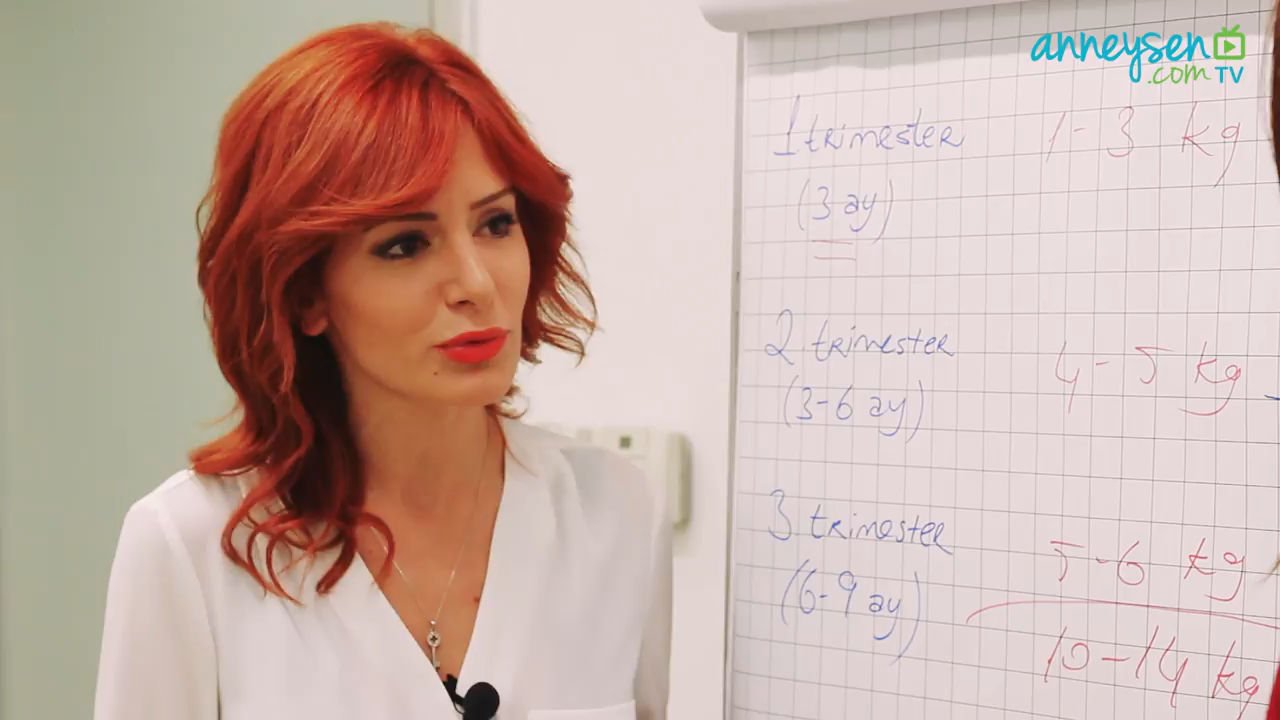 anneysen
.com TV
1 trimester 1-3 kg
(3 ay)
2 trimester 4-5 kg
(3-6 ay)
3 trimester 5-6 kg
(6-9 ay)
10-14 kg